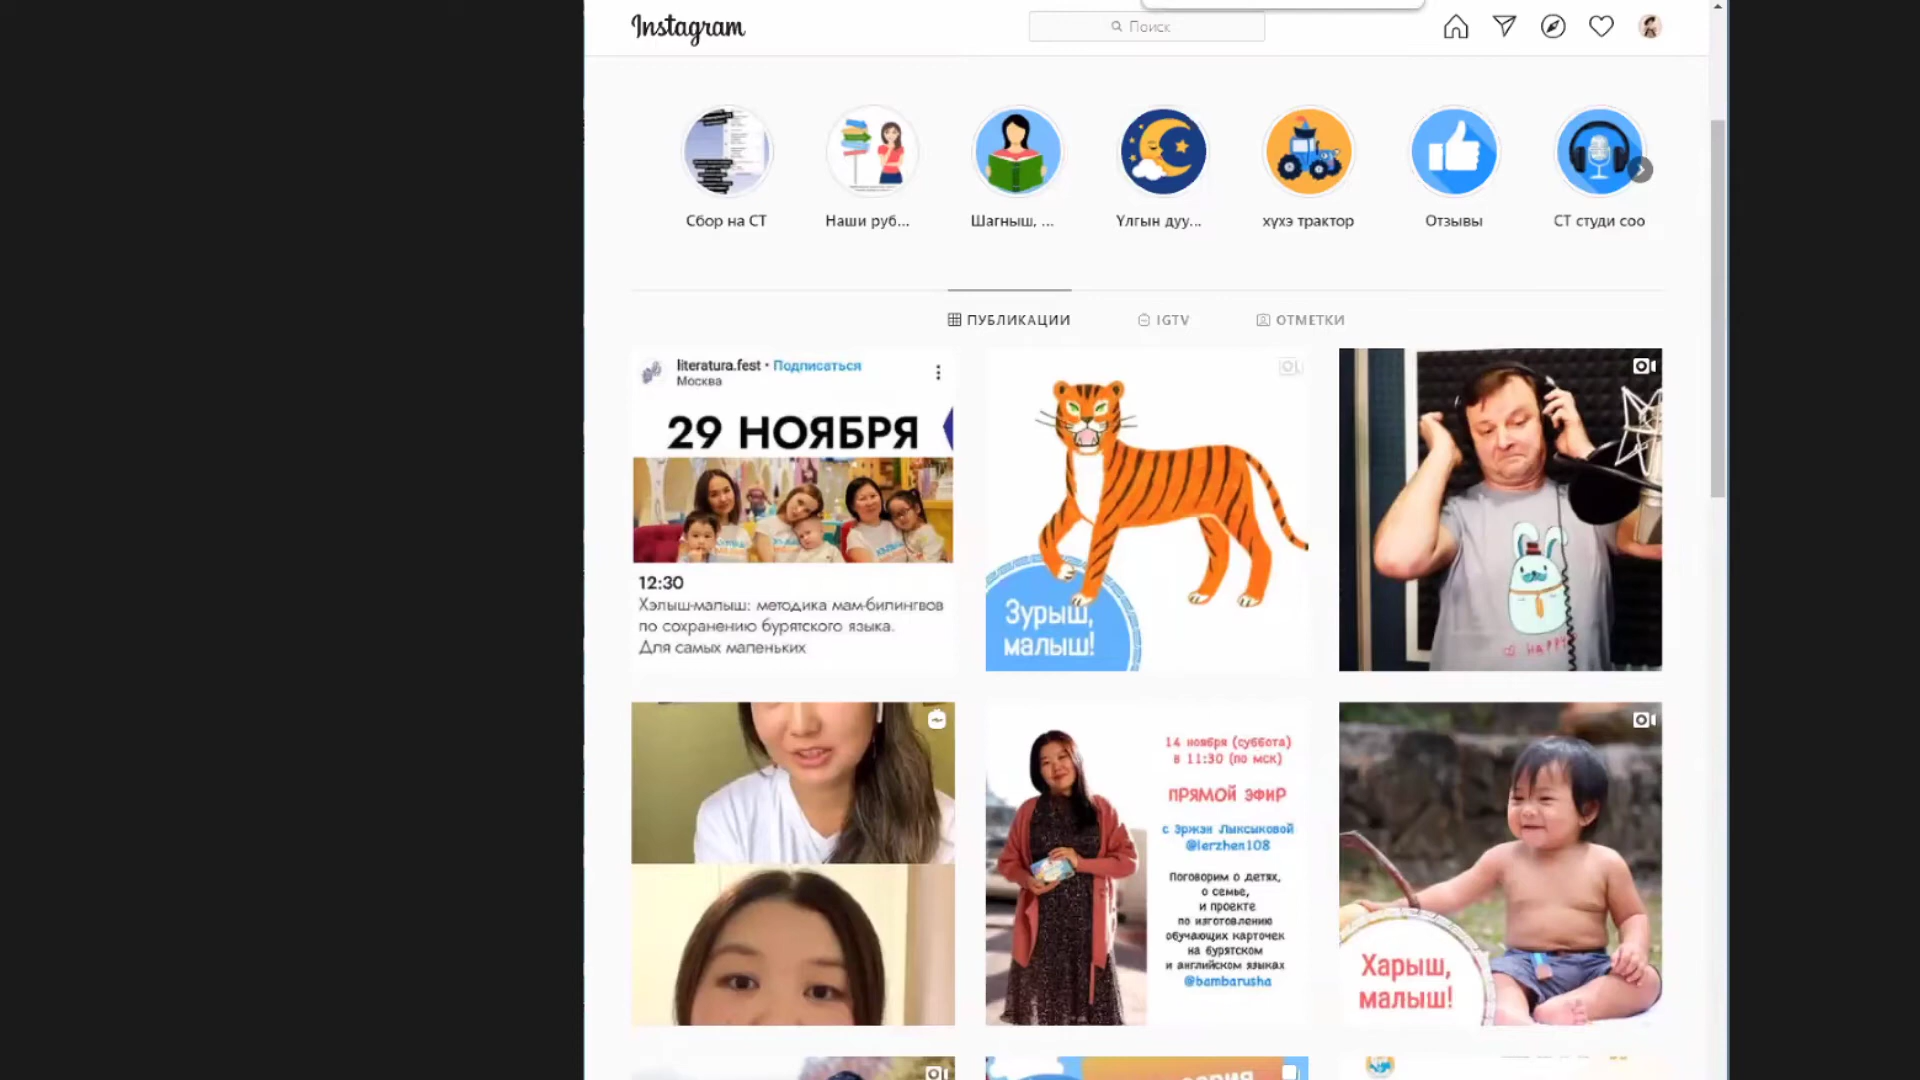 Instagram
Поиск
Сбор на СТ
Наши руб...
Шагныш, ...
Үлгын дуу...
хүхэ трактор
Отзывы
СТ студи соо
ПУБЛИКАЦИИ
IGTV
ОТМЕТКИ
literatura.fest • Подписаться
Москва
29 НОЯБРЯ
12:30
Хэлыш-малыш: методика мам-билингвов
по сохранению бурятского языка.
Для самых маленьких
Зурыш,
малыш!
HAPPY
14 ноября (суббота)
в 11:30 (по мск)
ПРЯМОЙ ЭФИР
с Эржэн Лыксыковой
@ierzhen108
Поговорим о детях,
о семье,
и проекте
по изготовлению
обучающих карточек
на бурятском
и английском языках
@bambarusha
Харыш,
малыш!